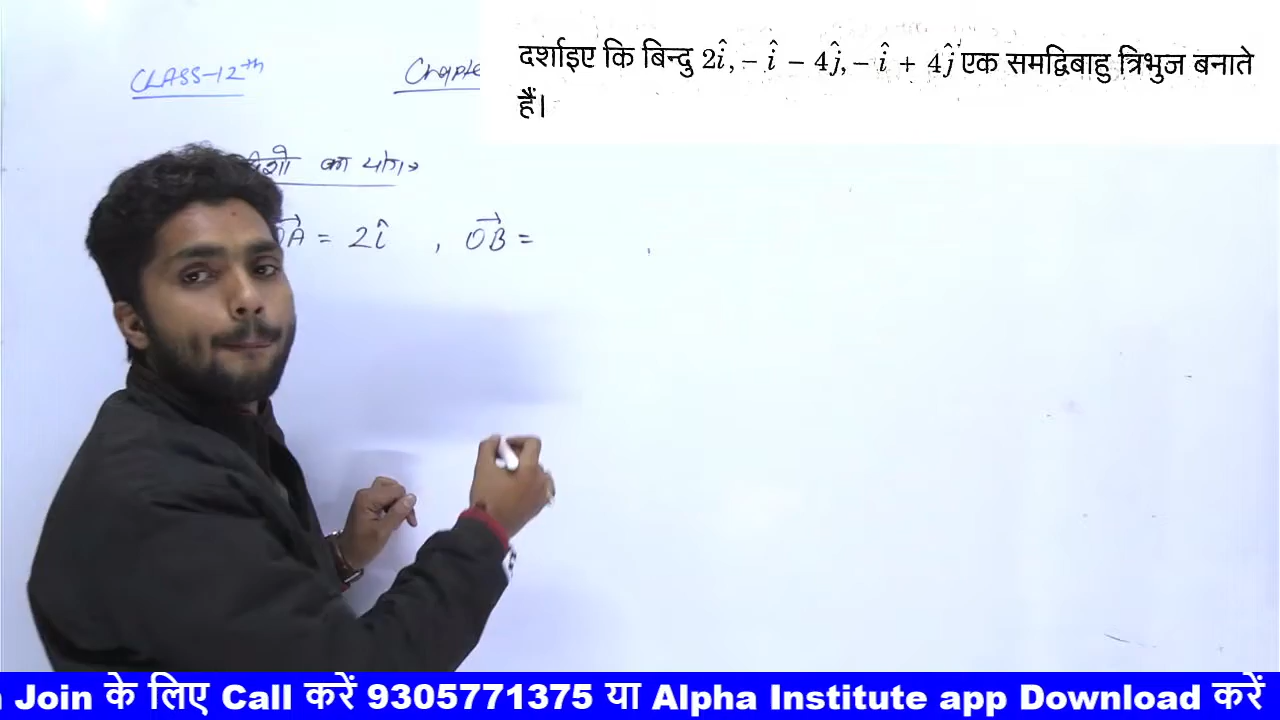 दर्शाइए कि बिन्दु 2î, - î - 4ĵ, - î + 4ĵ एक समद्विबाहु त्रिभुज बनाते
हैं।
CLASS-12th Chapte
का योग→
OA = 2î , OB = ,
Join के लिए Call करें 9305771375 या Alpha Institute app Download करें